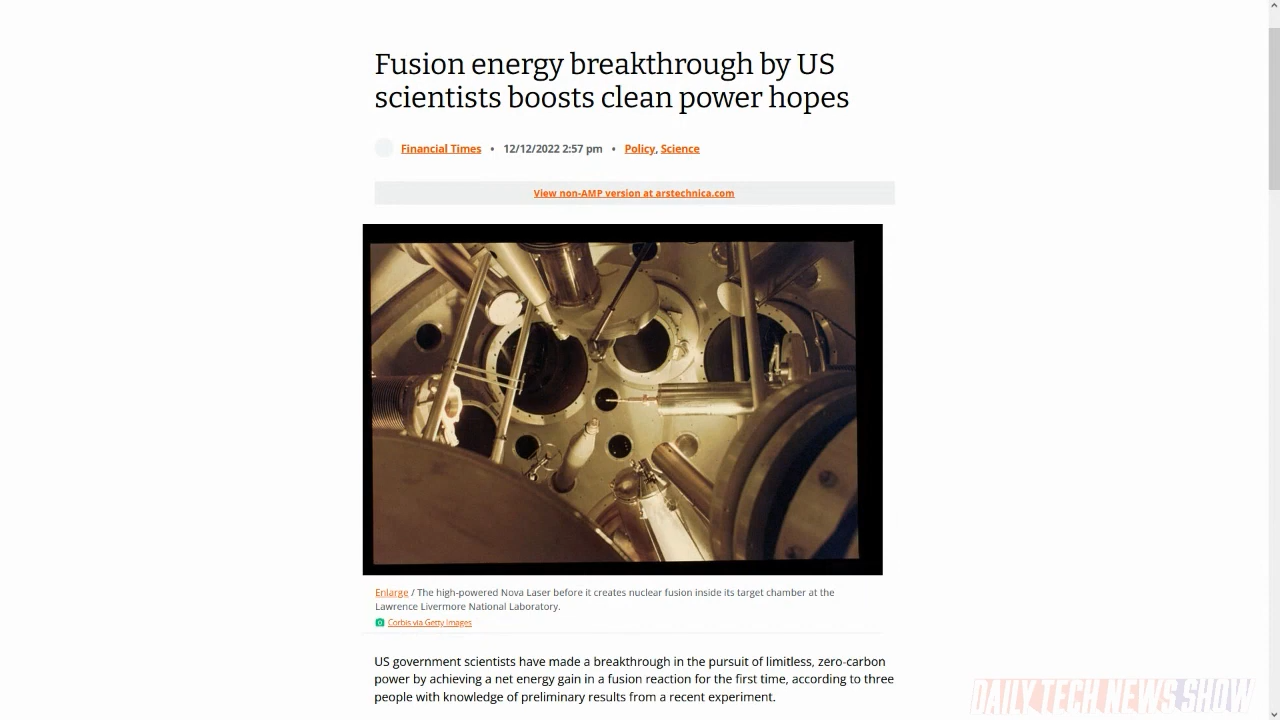 Fusion energy breakthrough by US
scientists boosts clean power hopes
Financial Times • 12/12/2022 2:57 pm • Policy, Science
View non-AMP version at arstechnica.com
Enlarge / The high-powered Nova Laser before it creates nuclear fusion inside its target chamber at the
Lawrence Livermore National Laboratory.
Corbis via Getty Images
US government scientists have made a breakthrough in the pursuit of limitless, zero-carbon
power by achieving a net energy gain in a fusion reaction for the first time, according to three
people with knowledge of preliminary results from a recent experiment.
DAILY TECH NEWS SHOW